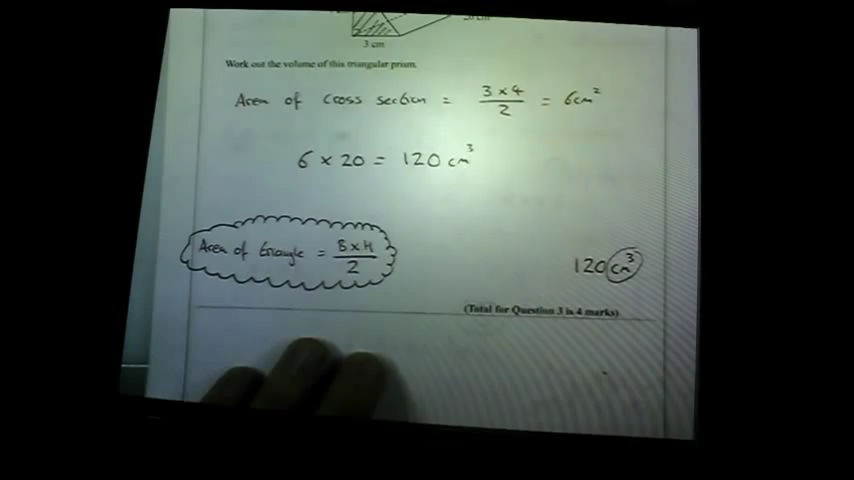 3 cm
Work out the volume of this triangular prism.
Area of cross section = 3 × 4 / 2 = 6cm²
6 × 20 = 120 cm³
Area of triangle = B × H / 2
120 cm³
(Total for Question 3 is 4 marks)